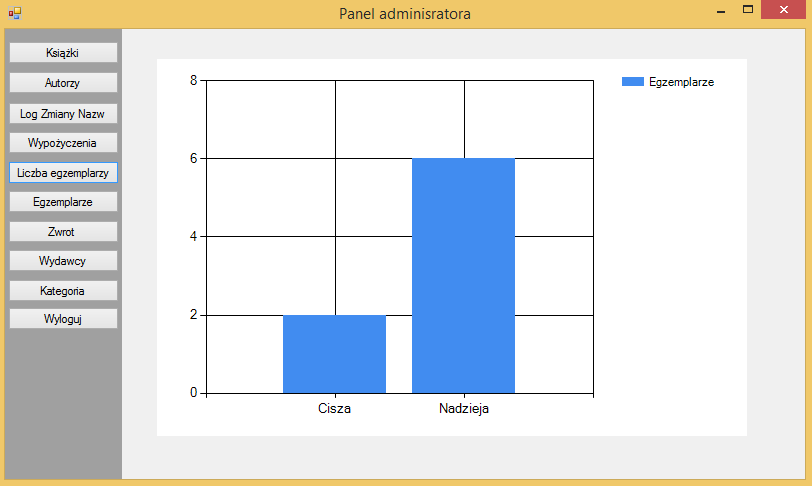 Panel adminisratora
Książki
Autorzy
Log Zmiany Nazw
Wypożyczenia
Liczba egzemplarzy
Egzemplarze
Zwrot
Wydawcy
Kategoria
Wyloguj
8
6
4
2
0
Cisza
Nadzieja
Egzemplarze